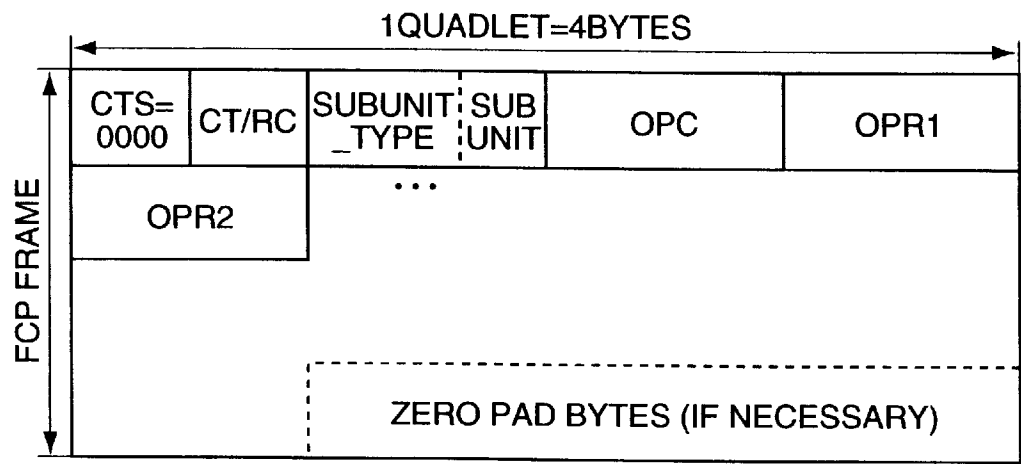 1QUADLET=4BYTES
CTS=
0000
CT/RC
SUBUNIT
_TYPE
SUB
UNIT
OPC
OPR1
OPR2
...
FCP FRAME
ZERO PAD BYTES (IF NECESSARY)